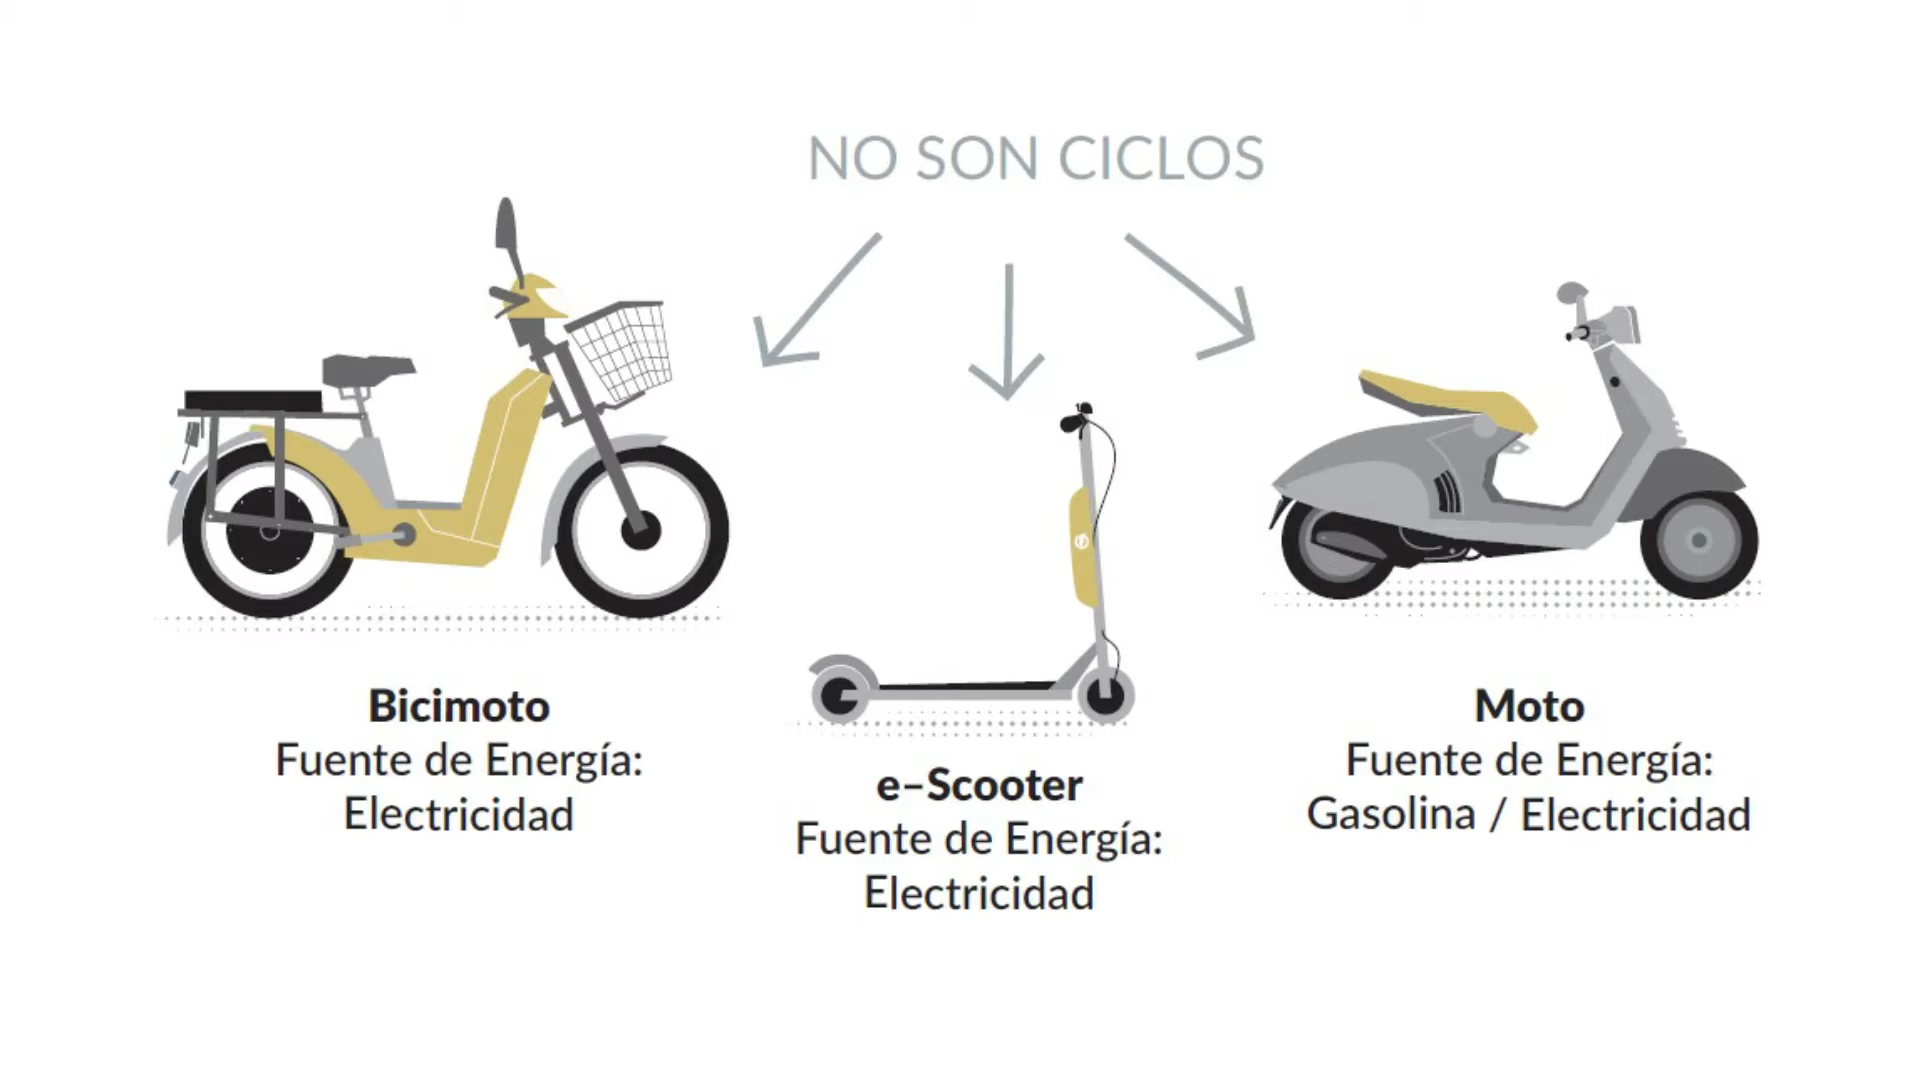 NO SON CICLOS
Bicimoto
Fuente de Energía:
Electricidad
e–Scooter
Fuente de Energía:
Electricidad
Moto
Fuente de Energía:
Gasolina / Electricidad